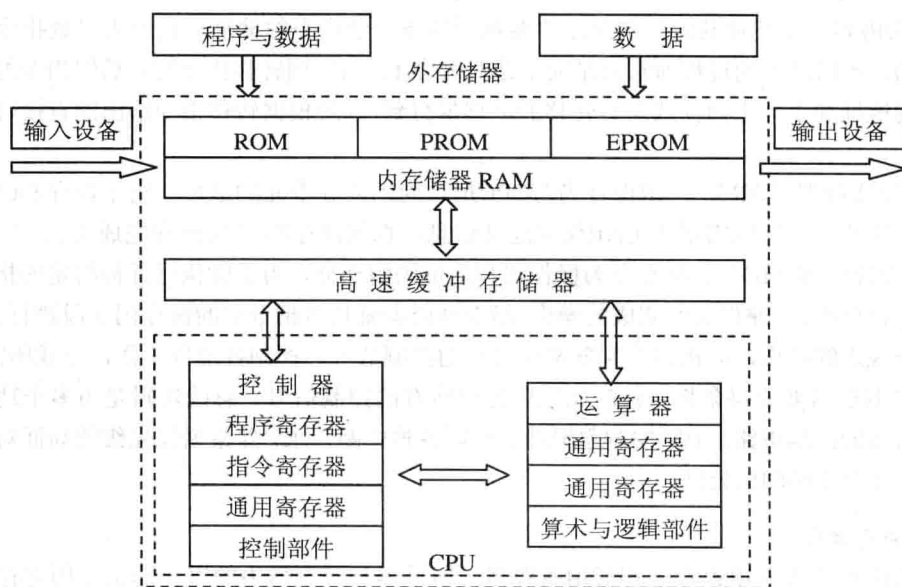 程序与数据
数 据
外存储器
输入设备
输出设备
ROM
PROM
EPROM
内存储器 RAM
高速缓冲存储器
控制器
程序寄存器
指令寄存器
通用寄存器
控制部件
运算器
通用寄存器
通用寄存器
算术与逻辑部件
CPU